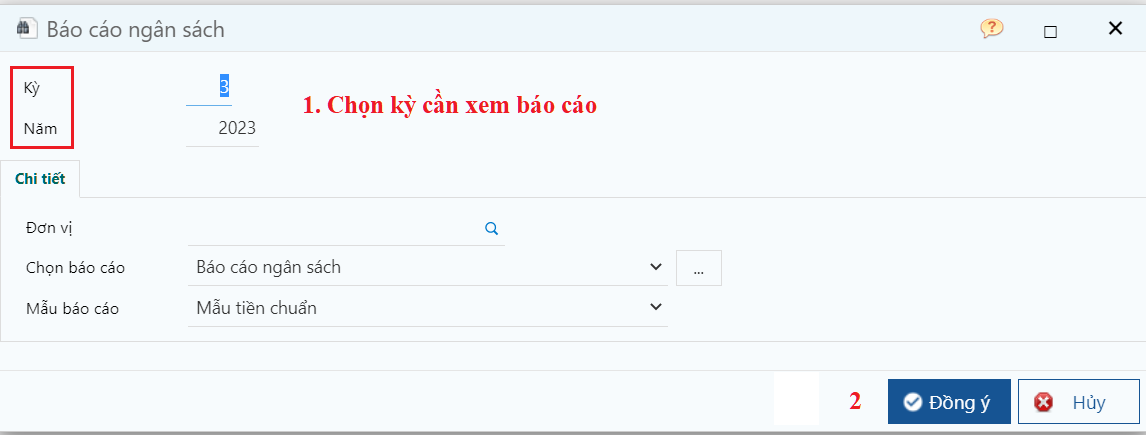 Báo cáo ngân sách
Kỳ 3
1. Chọn kỳ cần xem báo cáo
Năm 2023
Chi tiết
Đơn vị
Chọn báo cáo Báo cáo ngân sách ...
Mẫu báo cáo Mẫu tiền chuẩn
2 Đồng ý Hủy